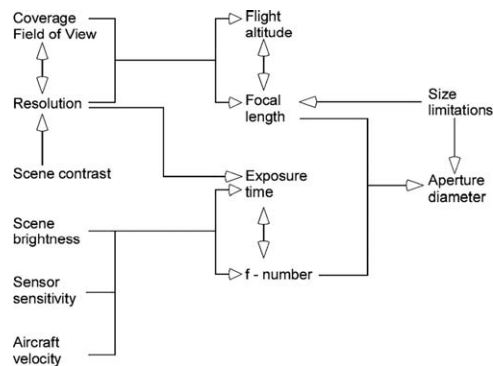 Coverage
Field of View
Resolution
Scene contrast
Scene
brightness
Sensor
sensitivity
Aircraft
velocity
Flight
altitude
Focal
length
Exposure
time
f - number
Size
limitations
Aperture
diameter